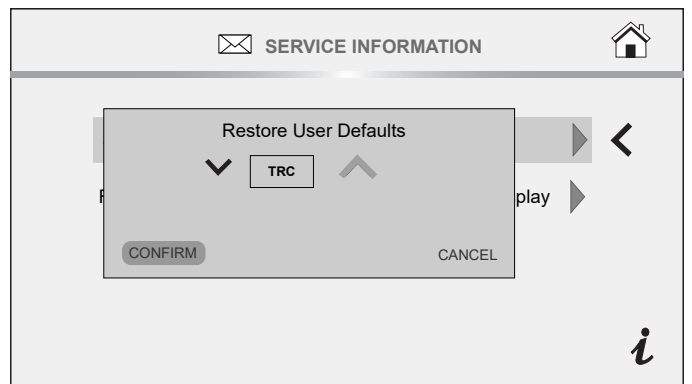 SERVICE INFORMATION
Restore User Defaults
TRC
play
CONFIRM
CANCEL
i